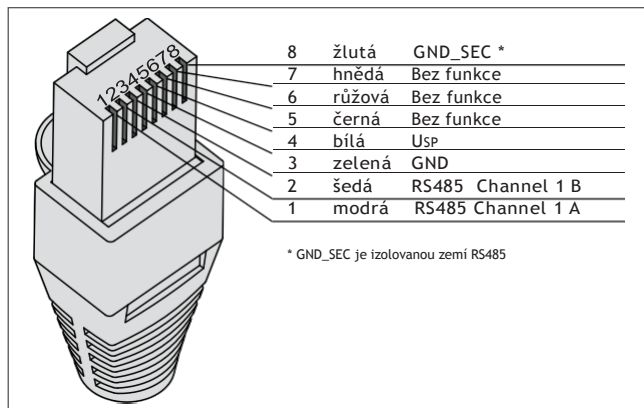 12345678
8 žlutá GND_SEC *
7 hnědá Bez funkce
6 růžová Bez funkce
5 černá Bez funkce
4 bílá USP
3 zelená GND
2 šedá RS485 Channel 1 B
1 modrá RS485 Channel 1 A
* GND_SEC je izolovanou zemí RS485